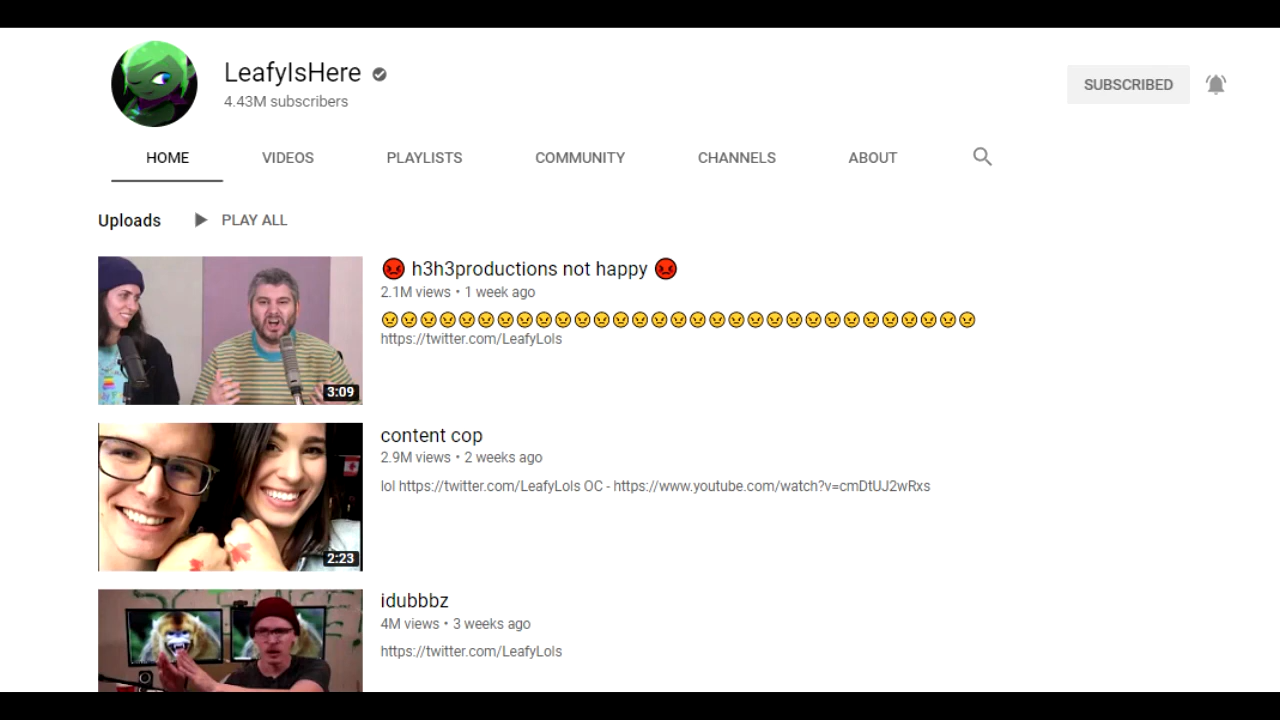 LeafyIsHere
4.43M subscribers
SUBSCRIBED
HOME
VIDEOS
PLAYLISTS
COMMUNITY
CHANNELS
ABOUT
Uploads
PLAY ALL
😡 h3h3productions not happy 😡
2.1M views • 1 week ago
😠😠😠😠😠😠😠😠😠😠😠😠😠😠😠😠😠😠😠😠😠😠😠😠😠😠😠😠😠😠😠
https://twitter.com/LeafyLols
3:09
content cop
2.9M views • 2 weeks ago
lol https://twitter.com/LeafyLols OC - https://www.youtube.com/watch?v=cmDtUJ2wRxs
2:23
idubbbz
4M views • 3 weeks ago
https://twitter.com/LeafyLols